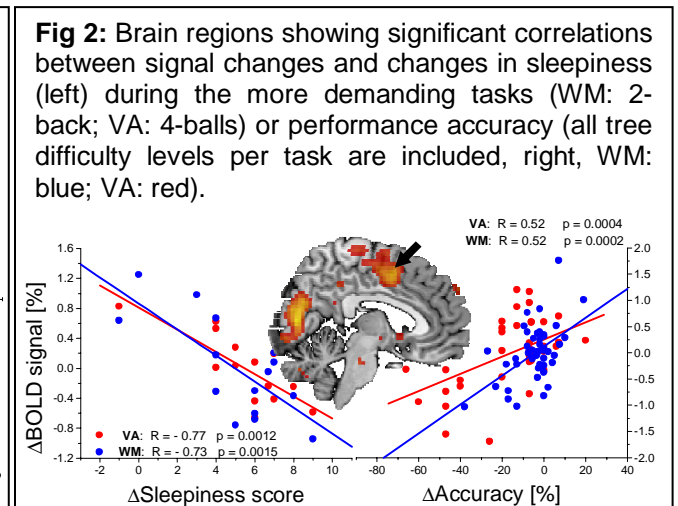 Fig 2: Brain regions showing significant correlations
between signal changes and changes in sleepiness
(left) during the more demanding tasks (WM: 2-
back; VA: 4-balls) or performance accuracy (all tree
difficulty levels per task are included, right, WM:
blue; VA: red).
VA: R = 0.52 p = 0.0004
WM: R = 0.52 p = 0.0002
ΔBOLD signal [%]
1.6
1.2
0.8
0.4
0.0
-0.4
-0.8
-1.2
VA: R = - 0.77 p = 0.0012
WM: R = - 0.73 p = 0.0015
-2 0 2 4 6 8 10
ΔSleepiness score
2.0
1.5
1.0
0.5
0.0
-0.5
-1.0
-1.5
-2.0
-80 -60 -40 -20 0 20 40
ΔAccuracy [%]